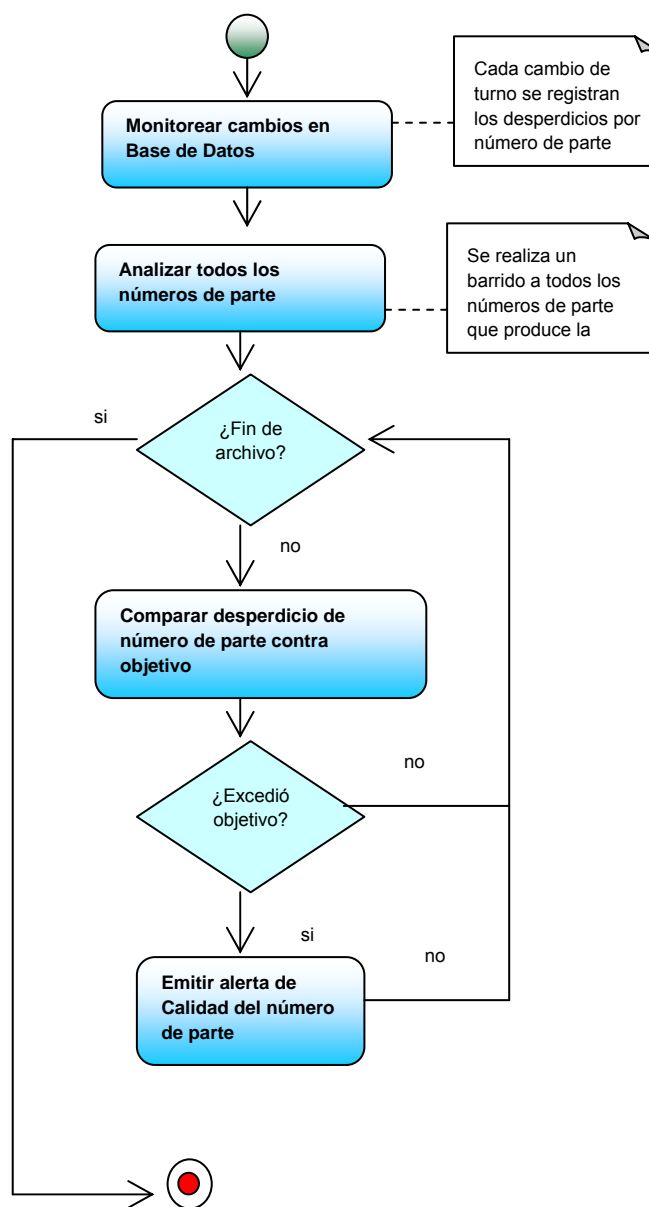 Cada cambio de
turno se registran
los desperdicios por
número de parte
Monitorear cambios en
Base de Datos
Se realiza un
barrido a todos los
números de parte
que produce la
Analizar todos los
números de parte
si
¿Fin de
archivo?
no
Comparar desperdicio de
número de parte contra
objetivo
no
¿Excedió
objetivo?
si
no
Emitir alerta de
Calidad del número
de parte